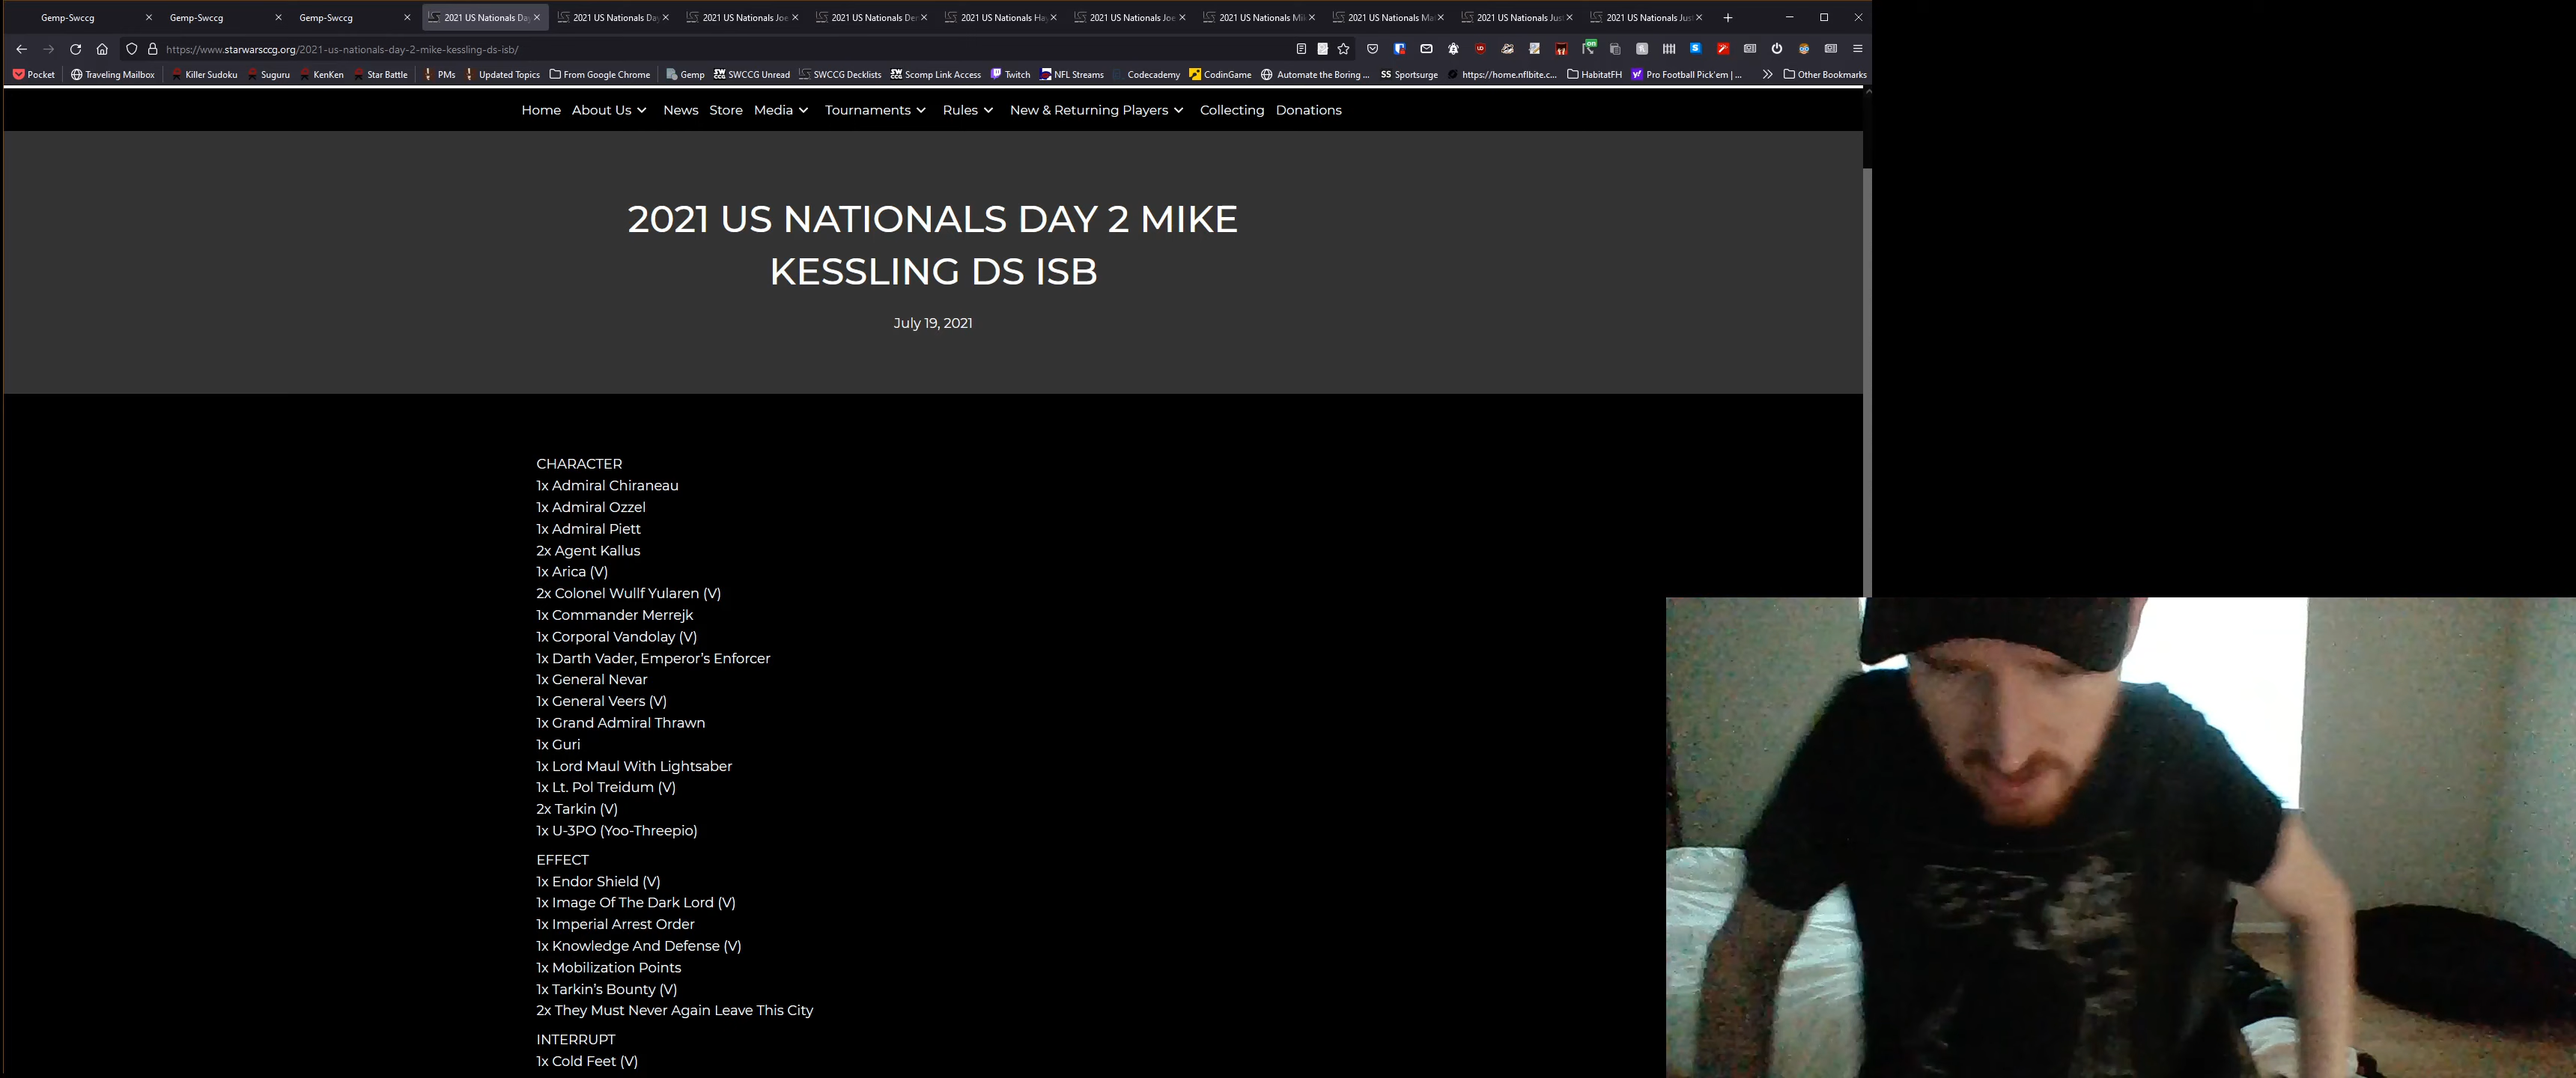 Gemp-Swccg
Gemp-Swccg
Gemp-Swccg
2021 US Nationals Day
2021 US Nationals Day
2021 US Nationals Joe
2021 US Nationals Der
2021 US Nationals Ha
2021 US Nationals Joe
2021 US Nationals Mi
2021 US Nationals Ma
2021 US Nationals Jus
2021 US Nationals Jus
https://www.starwarsccg.org/2021-us-nationals-day-2-mike-kessling-ds-isb/
on
Pocket
Traveling Mailbox
Killer Sudoku
Suguru
KenKen
Star Battle
PMs
Updated Topics
From Google Chrome
Gemp
SWCCG Unread
SWCCG Decklists
Scomp Link Access
Twitch
NFL Streams
Codecademy
CodinGame
Automate the Boring ...
SS Sportsurge
https://home.nflbite.c...
HabitatFH
Pro Football Pick'em | ...
Other Bookmarks
Home About Us News Store Media Tournaments Rules New & Returning Players Collecting Donations
2021 US NATIONALS DAY 2 MIKE
KESSLING DS ISB
July 19, 2021
CHARACTER
1x Admiral Chiraneau
1x Admiral Ozzel
1x Admiral Piett
2x Agent Kallus
1x Arica (V)
2x Colonel Wullf Yularen (V)
1x Commander Merrejk
1x Corporal Vandolay (V)
1x Darth Vader, Emperor's Enforcer
1x General Nevar
1x General Veers (V)
1x Grand Admiral Thrawn
1x Guri
1x Lord Maul With Lightsaber
1x Lt. Pol Treidum (V)
2x Tarkin (V)
1x U-3PO (Yoo-Threepio)
EFFECT
1x Endor Shield (V)
1x Image Of The Dark Lord (V)
1x Imperial Arrest Order
1x Knowledge And Defense (V)
1x Mobilization Points
1x Tarkin's Bounty (V)
2x They Must Never Again Leave This City
INTERRUPT
1x Cold Feet (V)